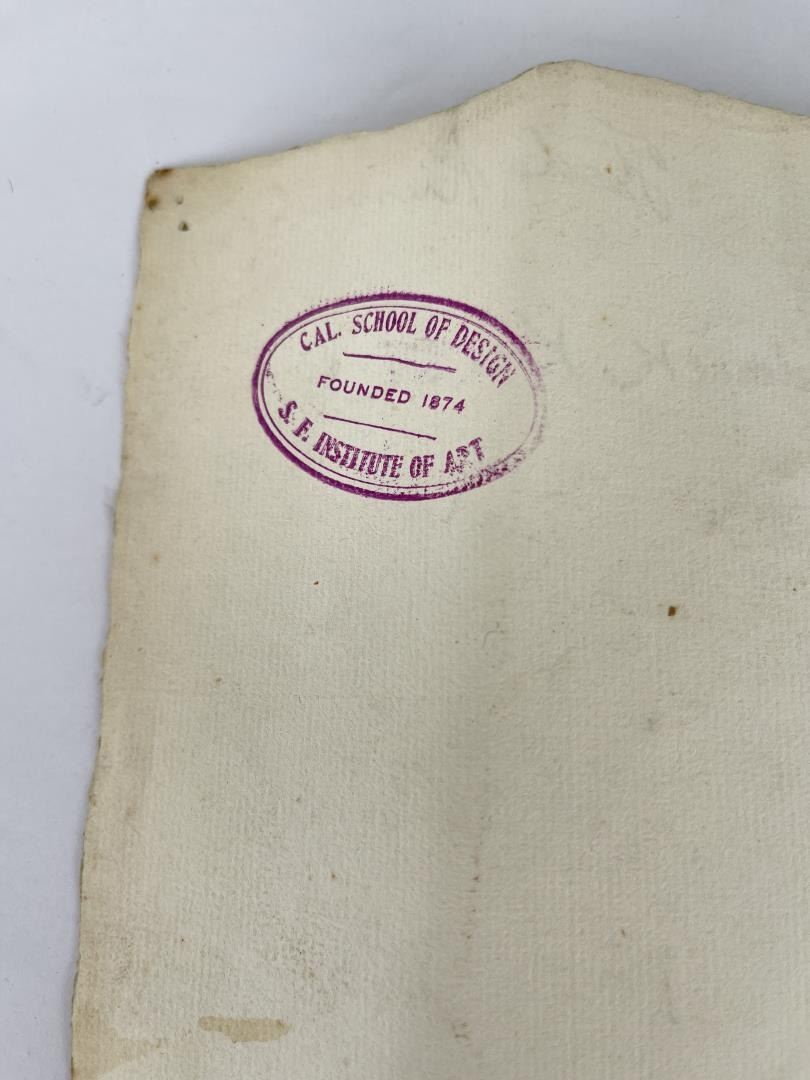 CAL. SCHOOL OF DESIGN
FOUNDED 1874
S. F. INSTITUTE OF ART